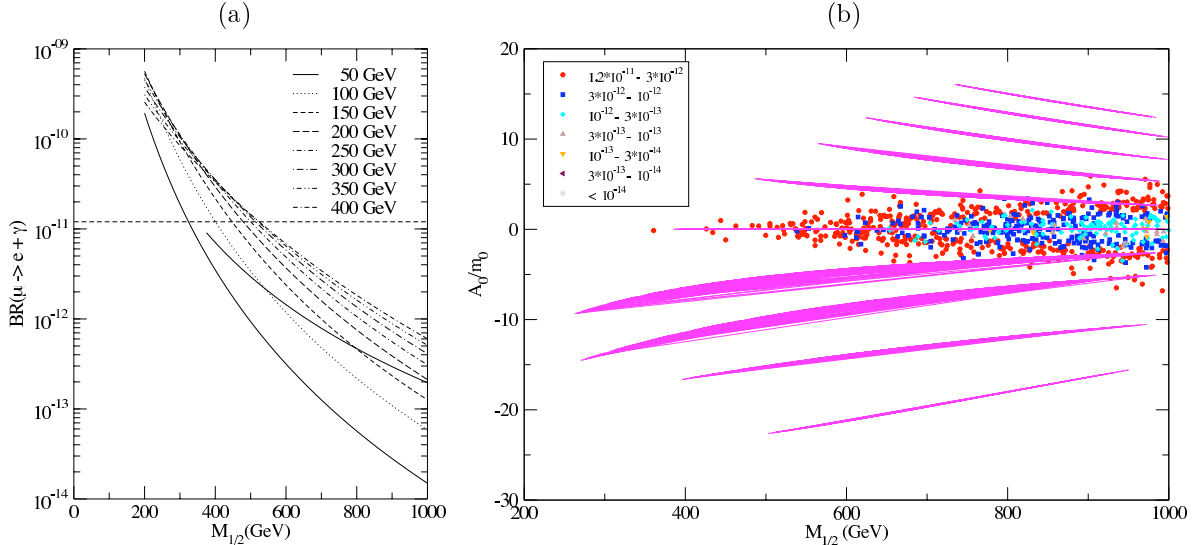 (a)
(b)
10^-09
10^-10
10^-11
10^-12
10^-13
10^-14
BR(μ -> e + γ)
50 GeV
100 GeV
150 GeV
200 GeV
250 GeV
300 GeV
350 GeV
400 GeV
0 200 400 600 800 1000
M_1/2(GeV)
20
10
0
-10
-20
-30
A_0/m_0
1.2*10^-11 - 3*10^-12
3*10^-12 - 10^-12
10^-12 - 3*10^-13
3*10^-13 - 10^-13
10^-13 - 3*10^-14
3*10^-13 - 10^-14
< 10^-14
200 400 600 800 1000
M_1/2 (GeV)